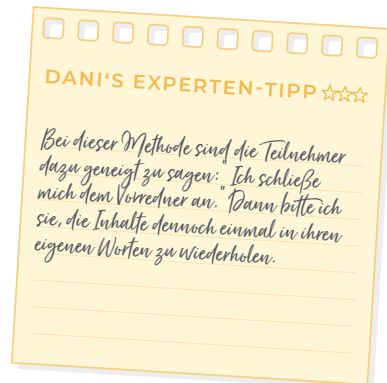 DANI'S EXPERTEN-TIPP
Bei dieser Methode sind die Teilnehmer
dazu geneigt zu sagen: "Ich schließe
mich dem Vorredner an." Dann bitte ich
sie, die Inhalte dennoch einmal in ihren
eigenen Worten zu wiederholen.